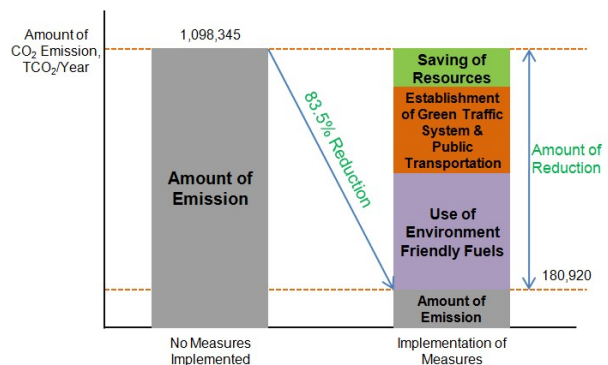 Amount of
CO₂ Emission,
TCO₂/Year
1,098,345
Amount of
Emission
No Measures
Implemented
83.5% Reduction
Saving of
Resources
Establishment
of Green Traffic
System &
Public
Transportation
Use of
Environment
Friendly Fuels
Amount of
Emission
Implementation of
Measures
Amount of
Reduction
180,920